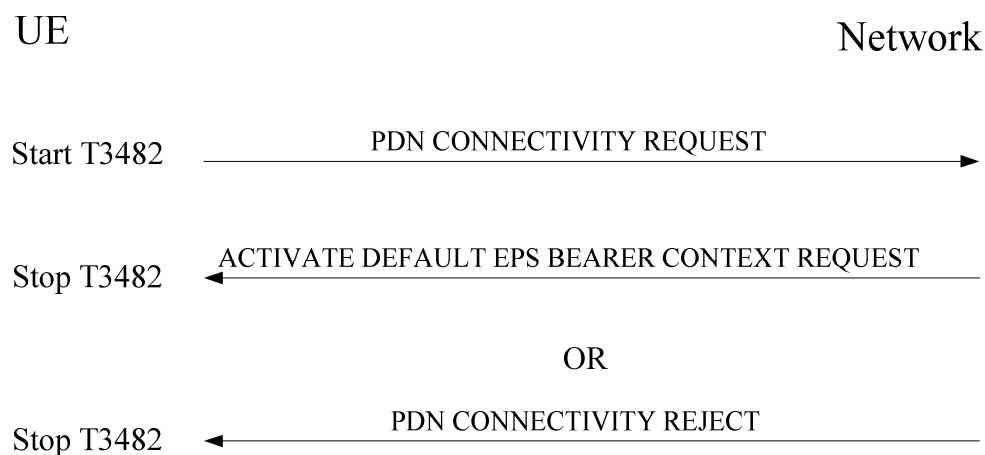 UE
Network
Start T3482
PDN CONNECTIVITY REQUEST
ACTIVATE DEFAULT EPS BEARER CONTEXT REQUEST
Stop T3482
OR
PDN CONNECTIVITY REJECT
Stop T3482